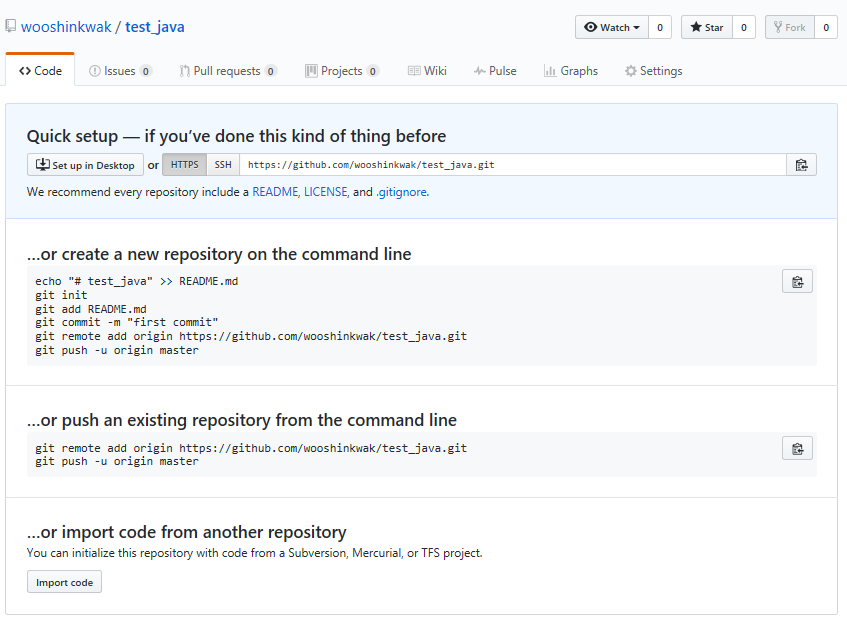 wooshinkwak / test_java
Watch 0 Star 0 Fork 0
Code Issues 0 Pull requests 0 Projects 0 Wiki Pulse Graphs Settings
Quick setup — if you’ve done this kind of thing before
Set up in Desktop or HTTPS SSH https://github.com/wooshinkwak/test_java.git
We recommend every repository include a README, LICENSE, and .gitignore.
…or create a new repository on the command line
echo "# test_java" >> README.md
git init
git add README.md
git commit -m "first commit"
git remote add origin https://github.com/wooshinkwak/test_java.git
git push -u origin master
…or push an existing repository from the command line
git remote add origin https://github.com/wooshinkwak/test_java.git
git push -u origin master
…or import code from another repository
You can initialize this repository with code from a Subversion, Mercurial, or TFS project.
Import code